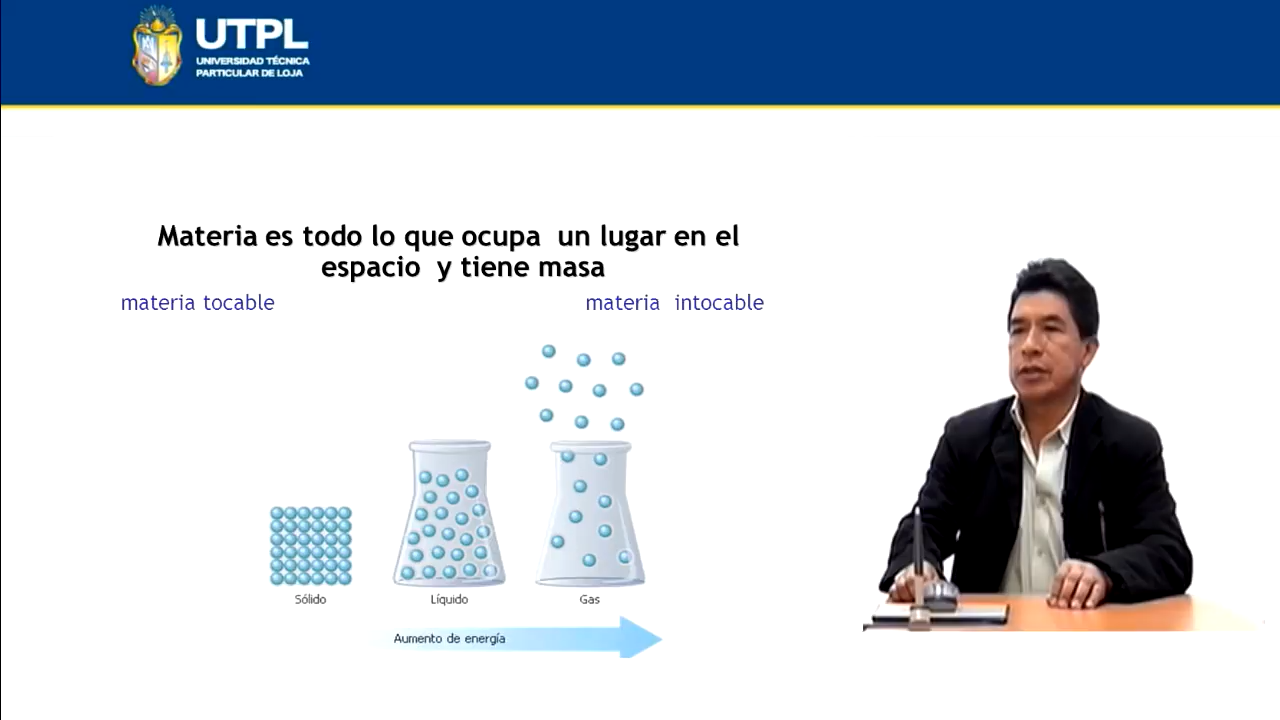 UTPL
UNIVERSIDAD TÉCNICA
PARTICULAR DE LOJA
Materia es todo lo que ocupa un lugar en el
espacio y tiene masa
materia tocable materia intocable
Sólido Líquido Gas
Aumento de energía